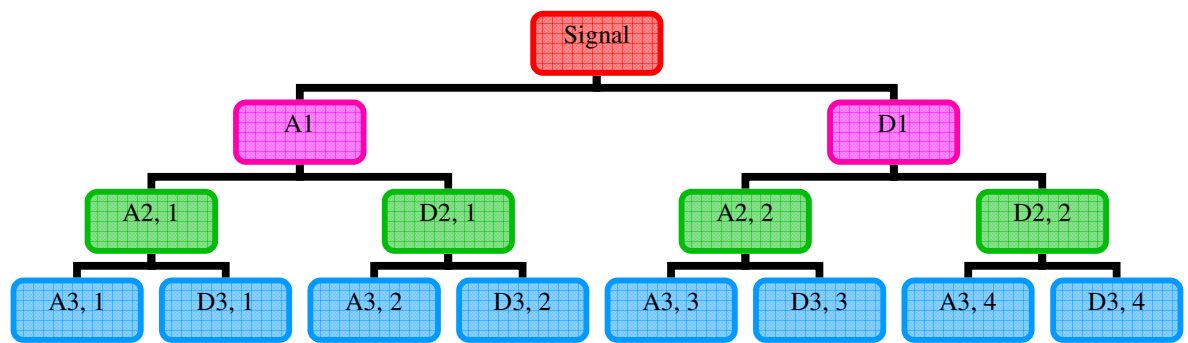 Signal
A1
D1
A2, 1
D2, 1
A2, 2
D2, 2
A3, 1
D3, 1
A3, 2
D3, 2
A3, 3
D3, 3
A3, 4
D3, 4